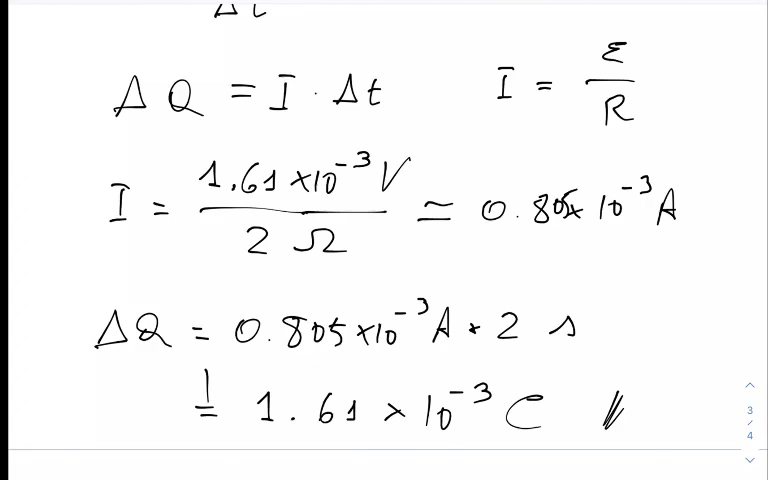 Δt
ΔQ = I · Δt I = ε/R
I = 1.61 × 10⁻³ V / 2 Ω ≃ 0.805 × 10⁻³ A
ΔQ = 0.805 × 10⁻³ A · 2 s
= 1.61 × 10⁻³ C //
3
/
4